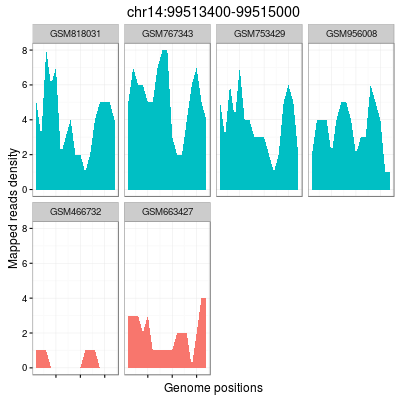 chr14:99513400-99515000
GSM818031 GSM767343 GSM753429 GSM956008
8
6
4
2
0
GSM466732 GSM663427
8
6
4
2
0
Mapped reads density
Genome positions